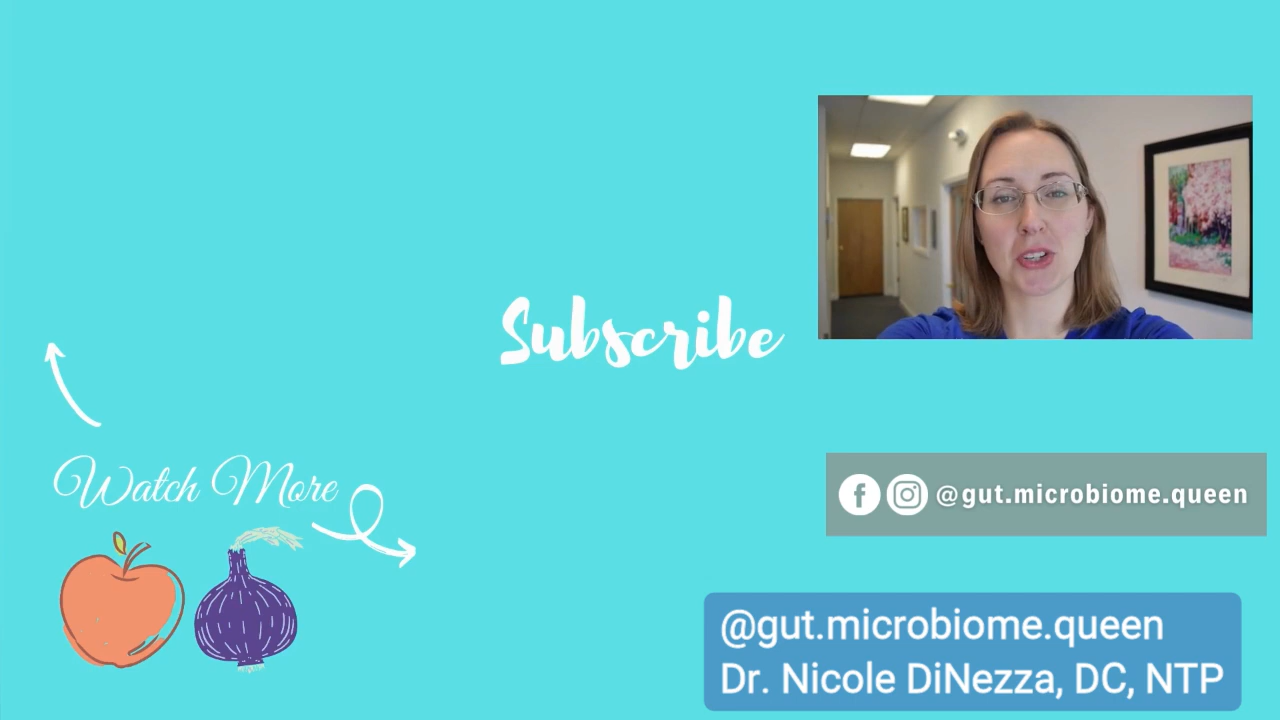 Subscribe
Watch More
@gut.microbiome.queen
@gut.microbiome.queen
Dr. Nicole DiNezza, DC, NTP